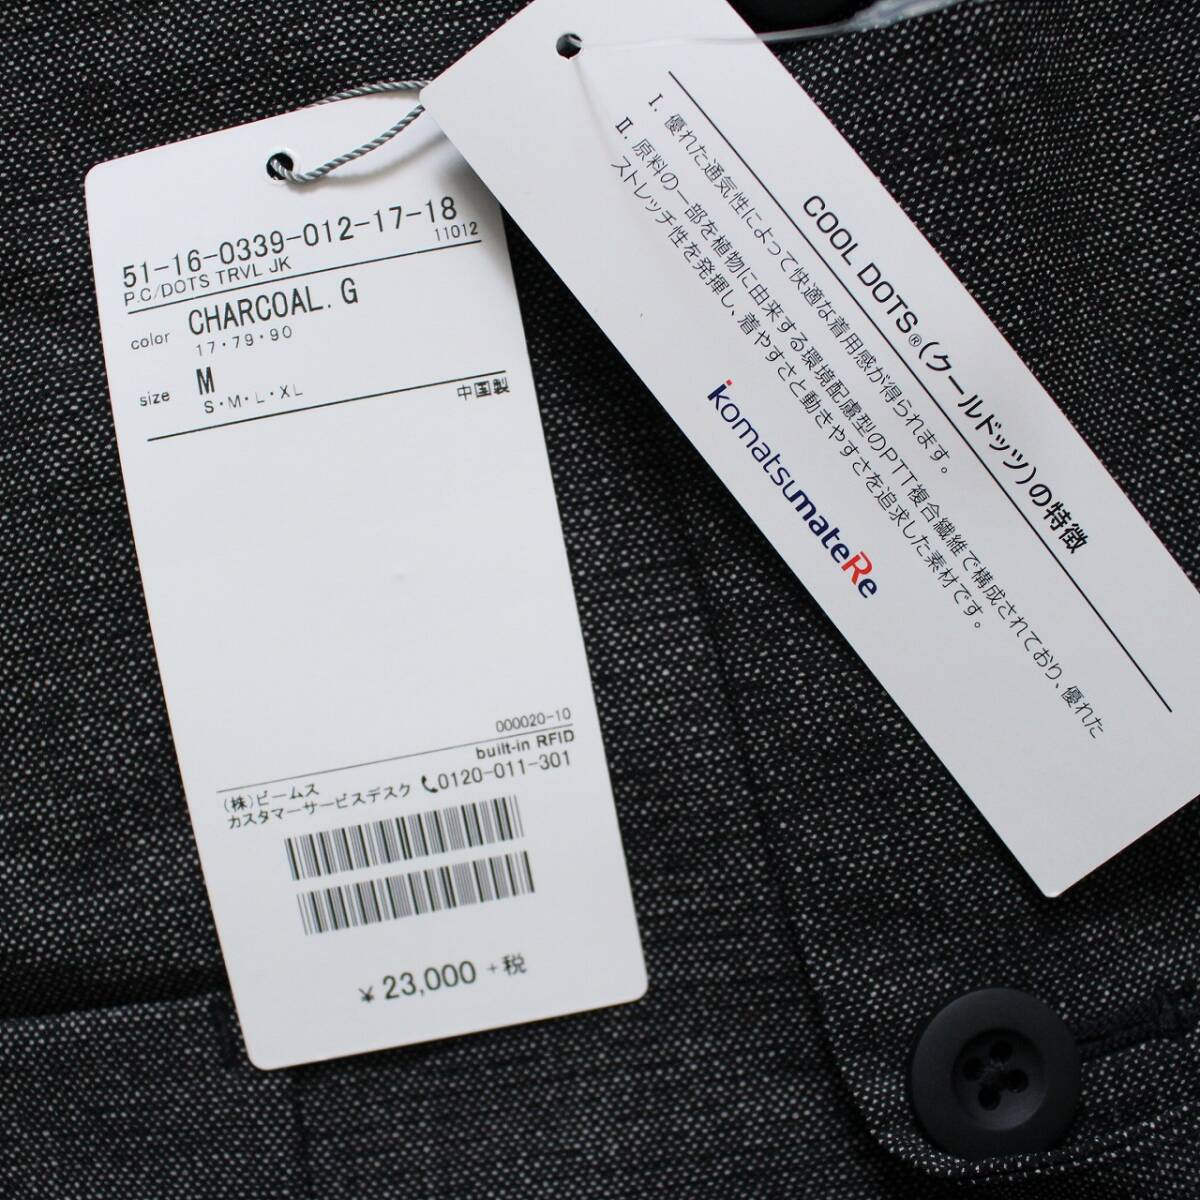 51-16-0339-012-17-18
11012
P.C/DOTS TRVL JK
color CHARCOAL. G
17・79・90
size M
S・M・L・XL
中国製
000020-10
built-in RFID
(株)ビームス
カスタマーサービスデスク 0120-011-301
¥ 23,000 +税
COOL DOTS®(クールドッツ)の特徴
I. 優れた通気性によって快適な着用感が得られます。
II. 原料の一部を植物に由来する環境配慮型のPTT複合繊維で構成されており、優れた
ストレッチ性を発揮し、着やすさと動きやすさを追求した素材です。
komatsumateRe